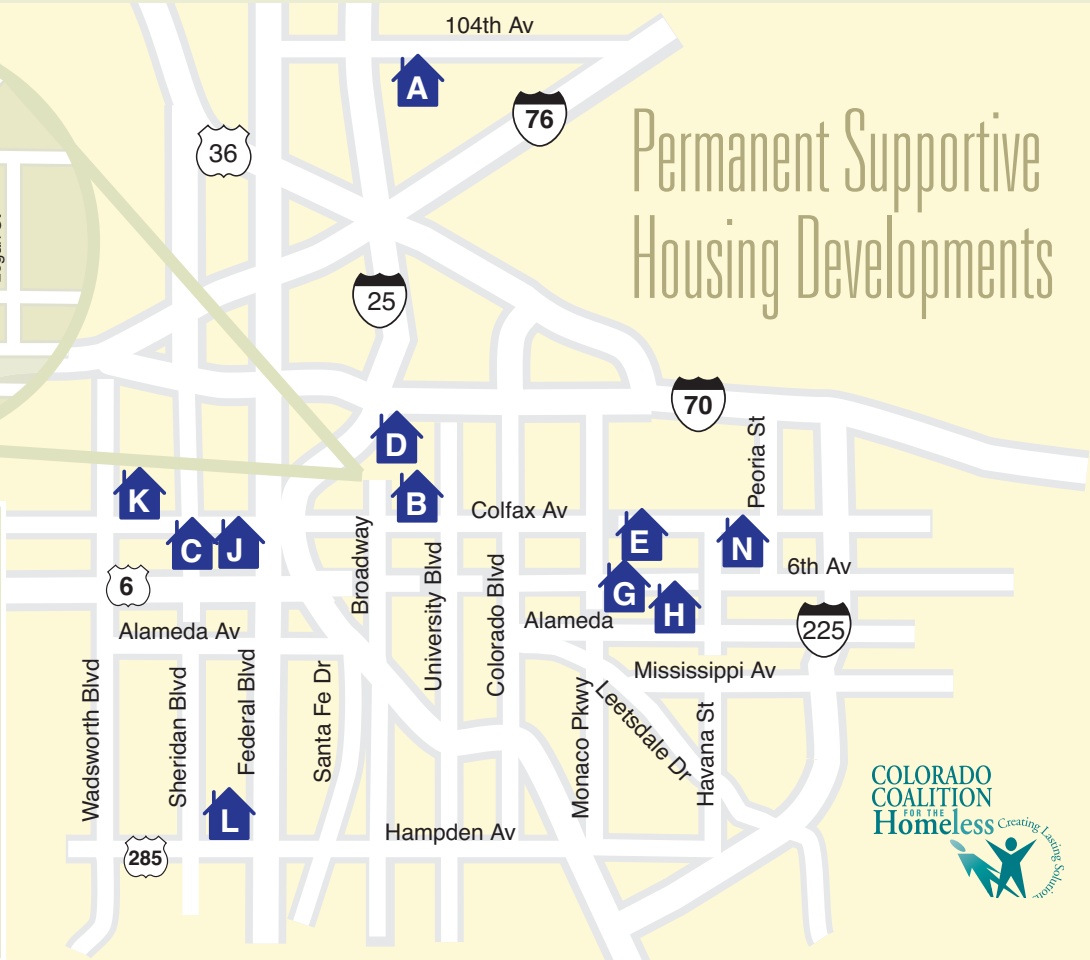 104th Av
A
76
36
Permanent Supportive
Housing Developments
25
70
D
Peoria St
K
B
Colfax Av
C
J
E
N
Broadway
University Blvd
Colorado Blvd
6
6th Av
G
H
Alameda
225
Alameda Av
Mississippi Av
Wadsworth Blvd
Sheridan Blvd
Federal Blvd
Santa Fe Dr
Monaco Pkwy
Leetsdale Dr
Havana St
L
Hampden Av
285
COLORADO
COALITION
FOR THE
Homeless
Creating Lasting